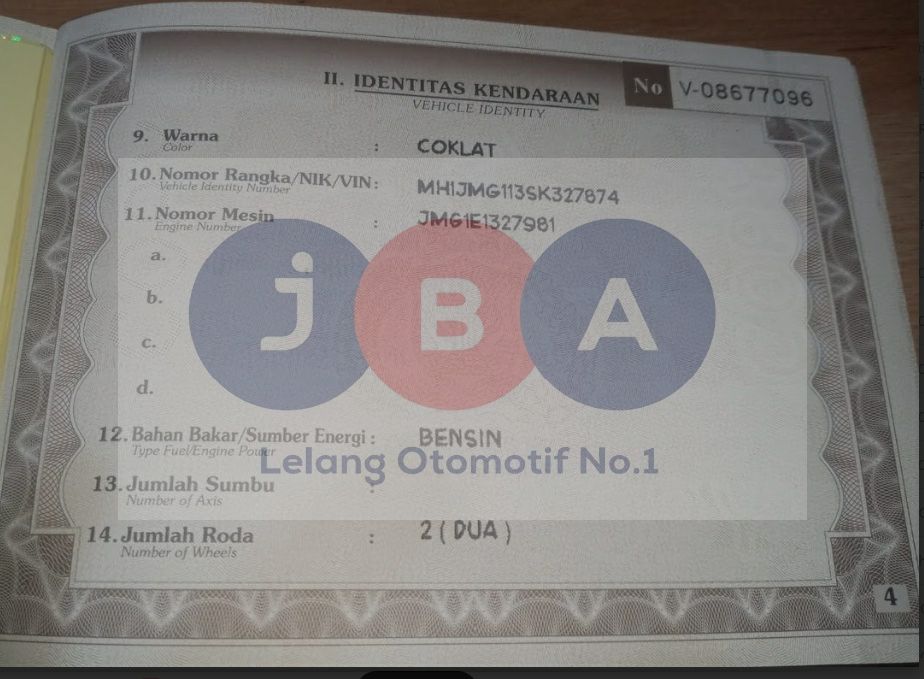 II. IDENTITAS KENDARAAN
VEHICLE IDENTITY
No V-08677096
9. Warna : COKLAT
Color
10. Nomor Rangka/NIK/VIN : MH1JMG113SK327874
Vehicle Identity Number
11. Nomor Mesin : JMG1E1327981
Engine Number
a.
b.
c.
d.
JBA
12. Bahan Bakar/Sumber Energi : BENSIN
Type Fuel/Engine Power
Lelang Otomotif No.1
13. Jumlah Sumbu :
Number of Axis
14. Jumlah Roda : 2 ( DUA )
Number of Wheels
4